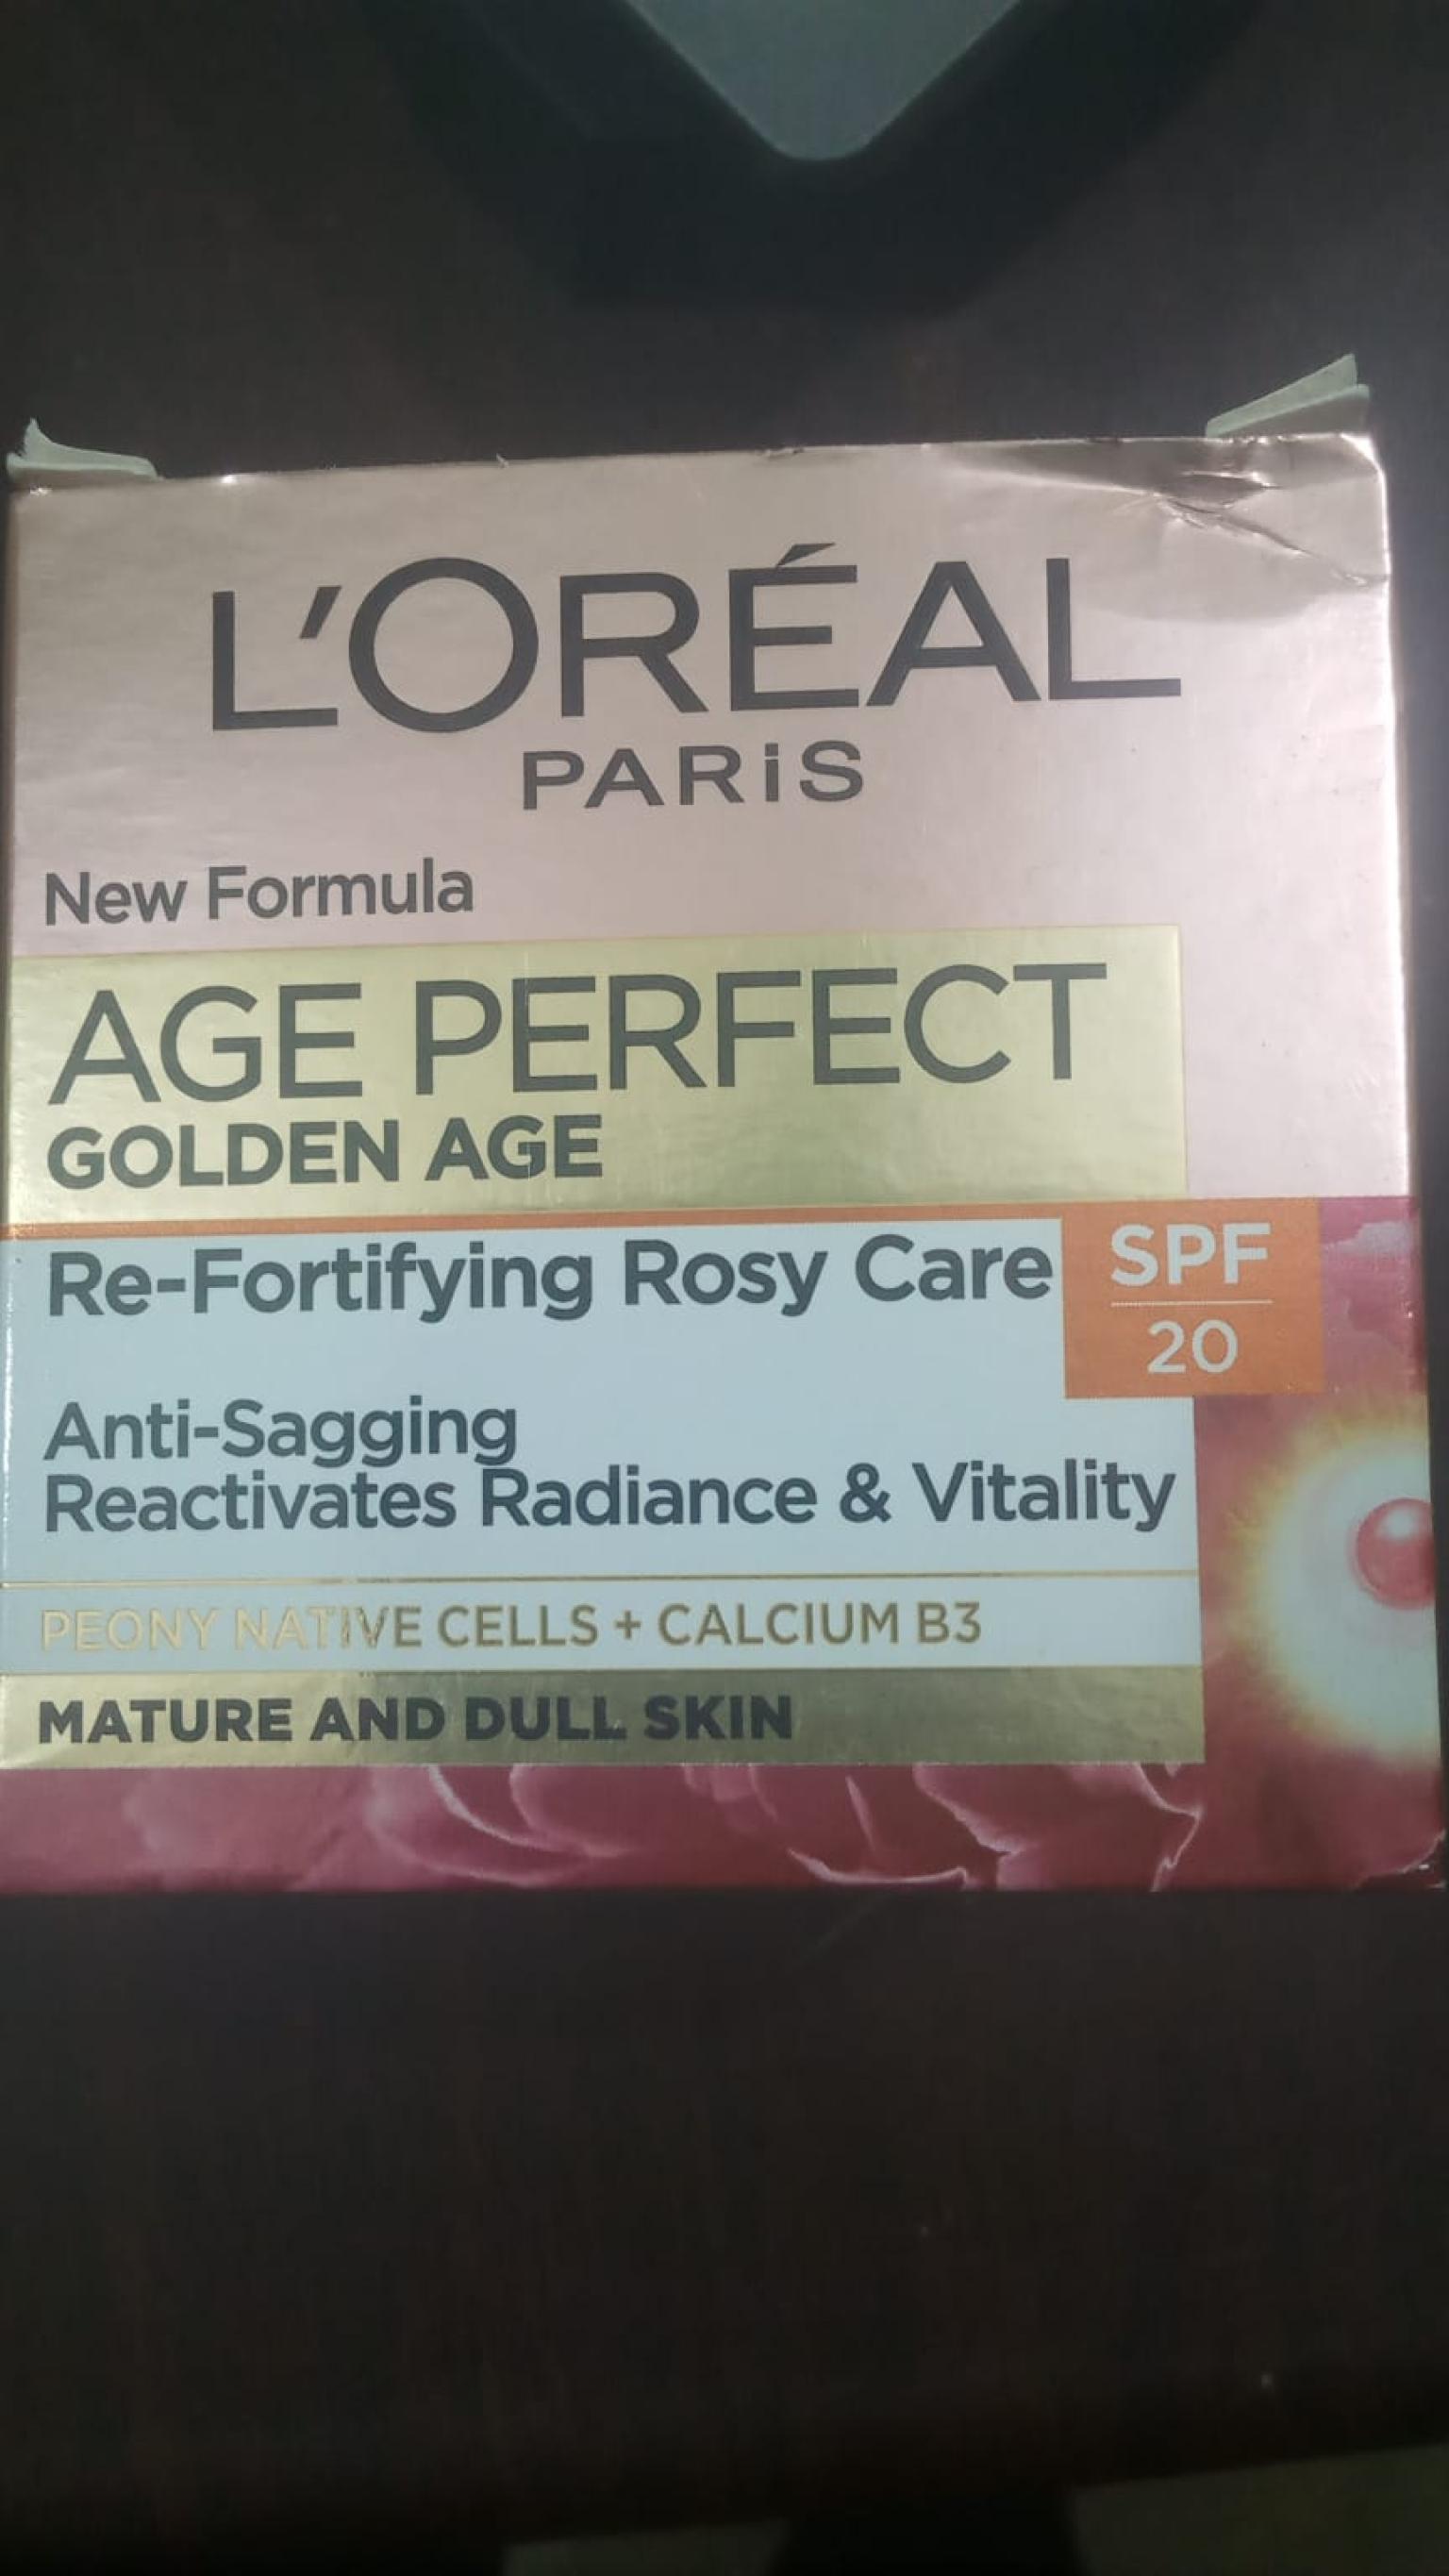 L'ORÉAL
PARiS
New Formula
AGE PERFECT
GOLDEN AGE
Re-Fortifying Rosy Care
SPF
20
Anti-Sagging
Reactivates Radiance & Vitality
PEONY NATIVE CELLS + CALCIUM B3
MATURE AND DULL SKIN